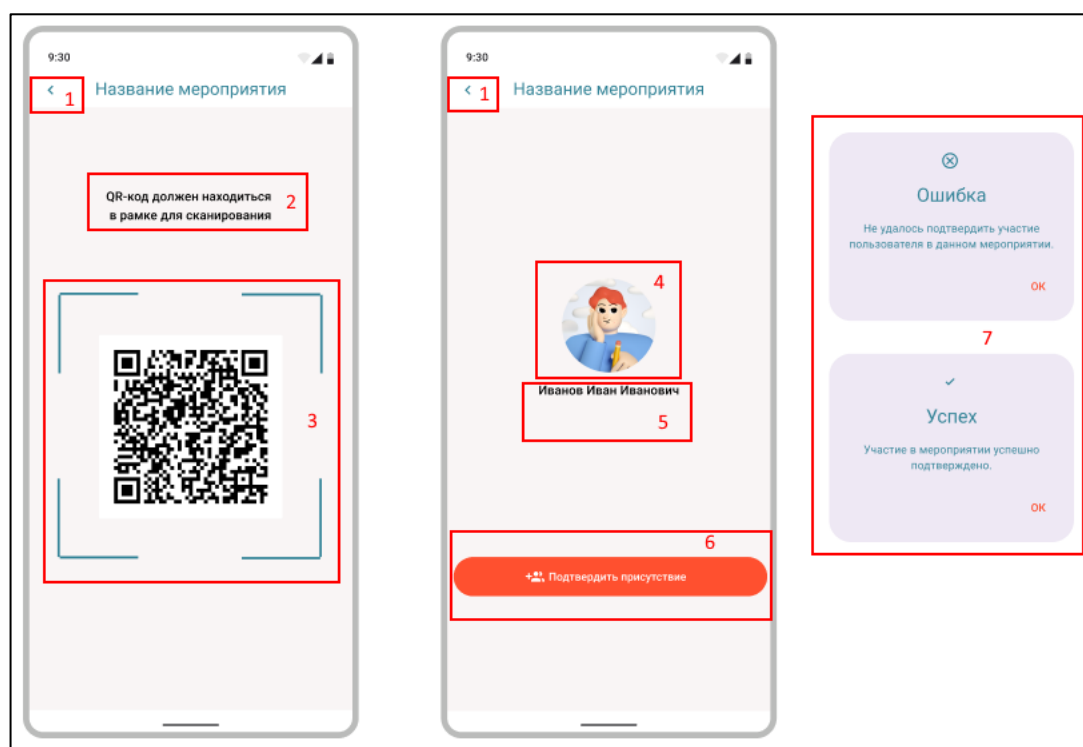 9:30
< 1 Название мероприятия
QR-код должен находиться
в рамке для сканирования
2
3
9:30
< 1 Название мероприятия
4
Иванов Иван Иванович
5
6
Подтвердить присутствие
Ошибка
Не удалось подтвердить участие
пользователя в данном мероприятии.
ОК
7
Успех
Участие в мероприятии успешно
подтверждено.
ОК